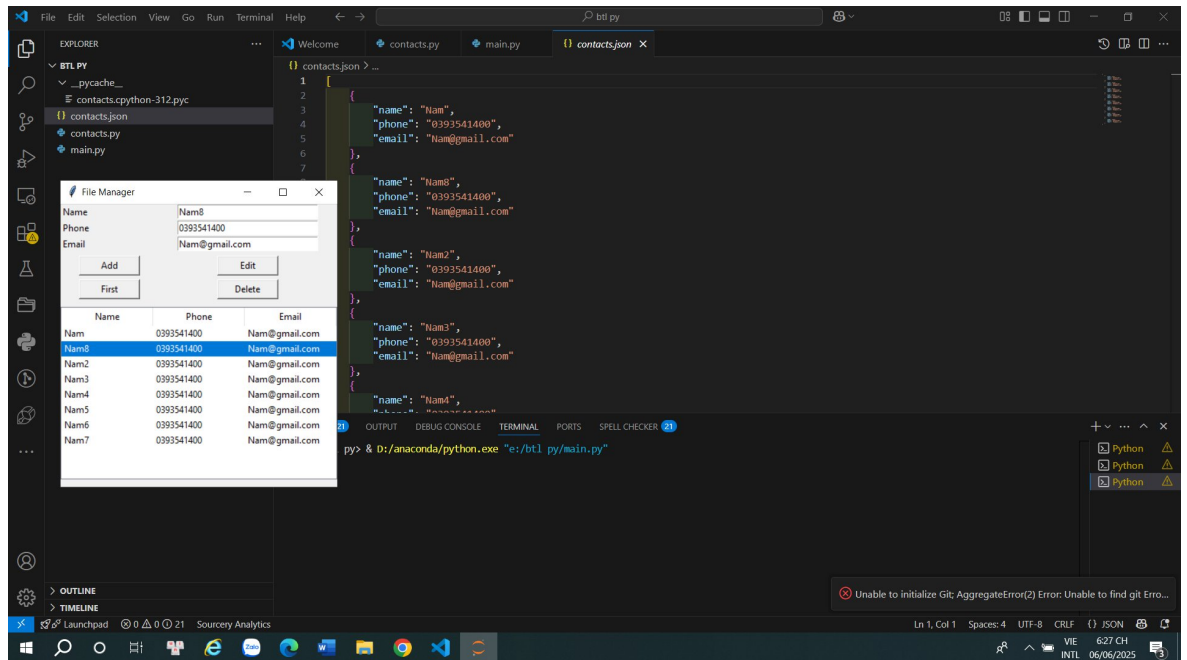 File Edit Selection View Go Run Terminal Help btl py
EXPLORER
Welcome contacts.py main.py {} contacts.json
BTL PY
{} contacts.json > ...
__pycache__
contacts.cpython-312.pyc
{} contacts.json
contacts.py
main.py
1 [
2 {
3 "name": "Nam",
4 "phone": "0393541400",
5 "email": "Nam@gmail.com"
6 },
7 {
"name": "Nam8",
"phone": "0393541400",
"email": "Nam@gmail.com"
},
{
"name": "Nam2",
"phone": "0393541400",
"email": "Nam@gmail.com"
},
{
"name": "Nam3",
"phone": "0393541400",
"email": "Nam@gmail.com"
},
{
"name": "Nam4",
File Manager
Name Nam8
Phone 0393541400
Email Nam@gmail.com
Add Edit
First Delete
Name Phone Email
Nam 0393541400 Nam@gmail.com
Nam8 0393541400 Nam@gmail.com
Nam2 0393541400 Nam@gmail.com
Nam3 0393541400 Nam@gmail.com
Nam4 0393541400 Nam@gmail.com
Nam5 0393541400 Nam@gmail.com
Nam6 0393541400 Nam@gmail.com
Nam7 0393541400 Nam@gmail.com
21 OUTPUT DEBUG CONSOLE TERMINAL PORTS SPELL CHECKER 21
py> & D:/anaconda/python.exe "e:/btl py/main.py"
Python
Python
Python
OUTLINE
TIMELINE
Unable to initialize Git; AggregateError(2) Error: Unable to find git Erro...
Launchpad 0 0 21 Sourcery Analytics
Ln 1, Col 1 Spaces: 4 UTF-8 CRLF {} JSON
Zalo
VIE
INTL
6:27 CH
06/06/2025
3